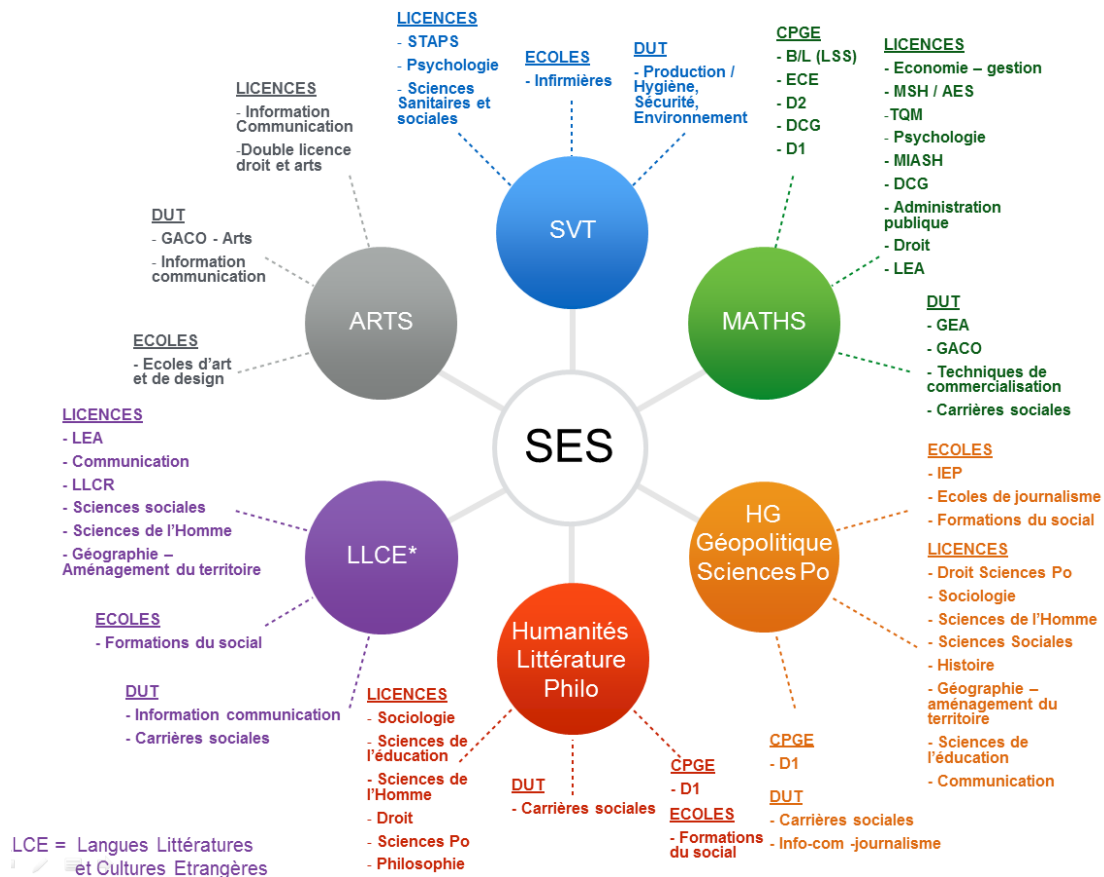 LICENCES
- STAPS
- Psychologie
- Sciences
Sanitaires et
sociales
ECOLES
- Infirmières
DUT
- Production /
Hygiène,
Sécurité,
Environnement
SVT
CPGE
- B/L (LSS)
- ECE
- D2
- DCG
- D1
LICENCES
- Economie – gestion
- MSH / AES
-TQM
- Psychologie
- MIASH
- DCG
- Administration
publique
- Droit
- LEA
DUT
- GEA
- GACO
- Techniques de
commercialisation
- Carrières sociales
MATHS
LICENCES
- Information
Communication
-Double licence
droit et arts
DUT
- GACO - Arts
- Information
communication
ECOLES
- Ecoles d'art
et de design
ARTS
SES
LICENCES
- LEA
- Communication
- LLCR
- Sciences sociales
- Sciences de l'Homme
- Géographie –
Aménagement du territoire
ECOLES
- Formations du social
DUT
- Information communication
- Carrières sociales
LLCE*
HG
Géopolitique
Sciences Po
ECOLES
- IEP
- Ecoles de journalisme
- Formations du social
LICENCES
- Droit Sciences Po
- Sociologie
- Sciences de l'Homme
- Sciences Sociales
- Histoire
- Géographie –
aménagement du
territoire
- Sciences de
l'éducation
- Communication
CPGE
- D1
DUT
- Carrières sociales
- Info-com -journalisme
Humanités
Littérature
Philo
LICENCES
- Sociologie
- Sciences de
l'éducation
- Sciences de
l'Homme
- Droit
- Sciences Po
- Philosophie
DUT
- Carrières sociales
CPGE
- D1
ECOLES
- Formations
du social
LCE = Langues Littératures
et Cultures Etrangères